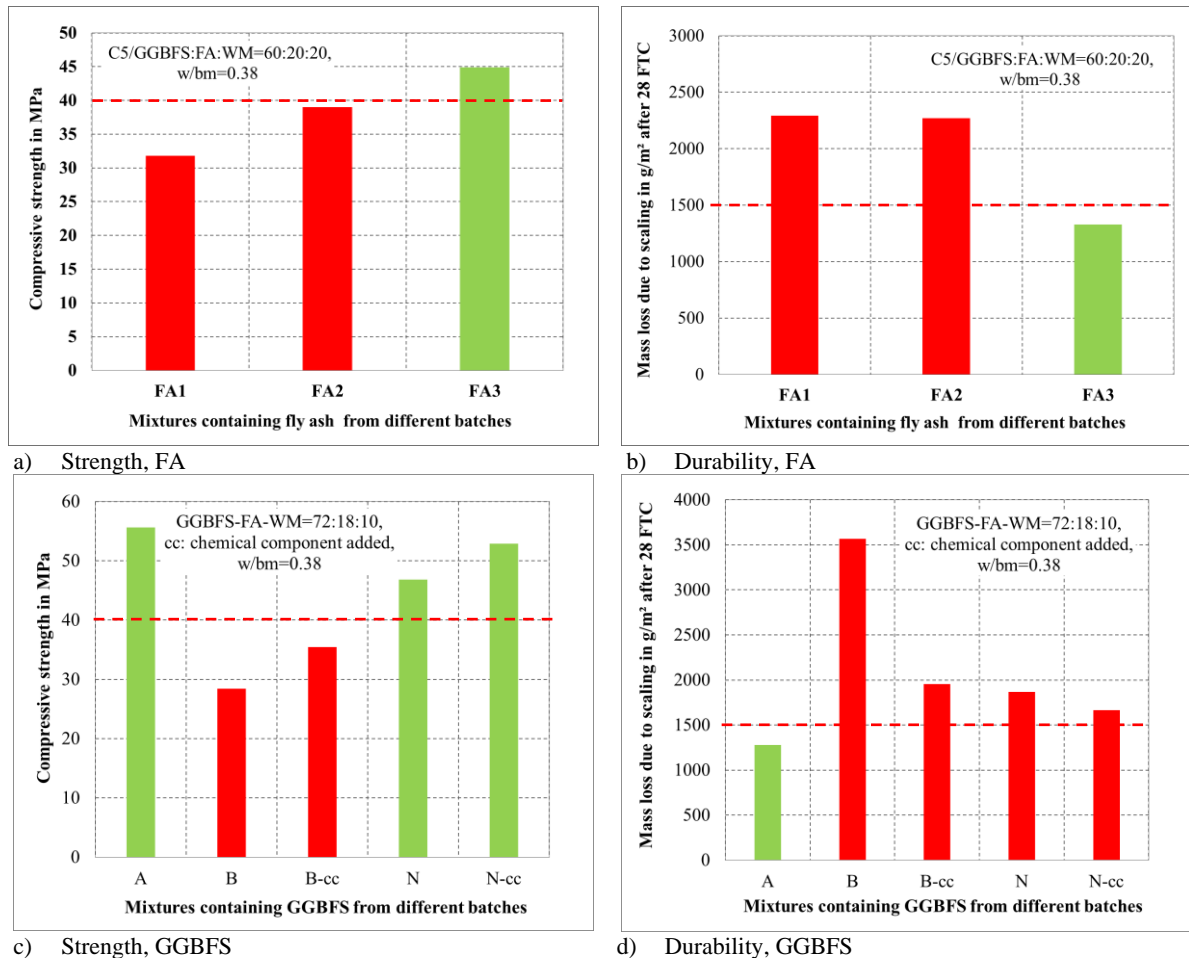 50
45
40
35
30
25
20
15
10
5
0
Compressive strength in MPa
C5/GGBFS:FA:WM=60:20:20,
w/bm=0.38
FA1 FA2 FA3
Mixtures containing fly ash from different batches
a) Strength, FA
3000
2500
2000
1500
1000
500
0
Mass loss due to scaling in g/m² after 28 FTC
C5/GGBFS:FA:WM=60:20:20,
w/bm=0.38
FA1 FA2 FA3
Mixtures containing fly ash from different batches
b) Durability, FA
60
50
40
30
20
10
0
Compressive strength in MPa
GGBFS-FA-WM=72:18:10,
cc: chemical component added,
w/bm=0.38
A B B-cc N N-cc
Mixtures containing GGBFS from different batches
c) Strength, GGBFS
4000
3500
3000
2500
2000
1500
1000
500
0
Mass loss due to scaling in g/m² after 28 FTC
GGBFS-FA-WM=72:18:10,
cc: chemical component added,
w/bm=0.38
A B B-cc N N-cc
Mixtures containing GGBFS from different batches
d) Durability, GGBFS